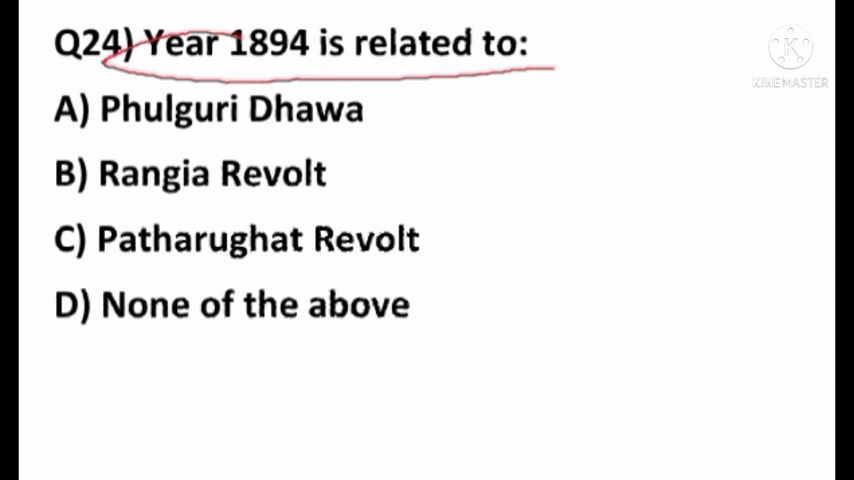 Q24) Year 1894 is related to:
KINEMASTER
A) Phulguri Dhawa
B) Rangia Revolt
C) Patharughat Revolt
D) None of the above